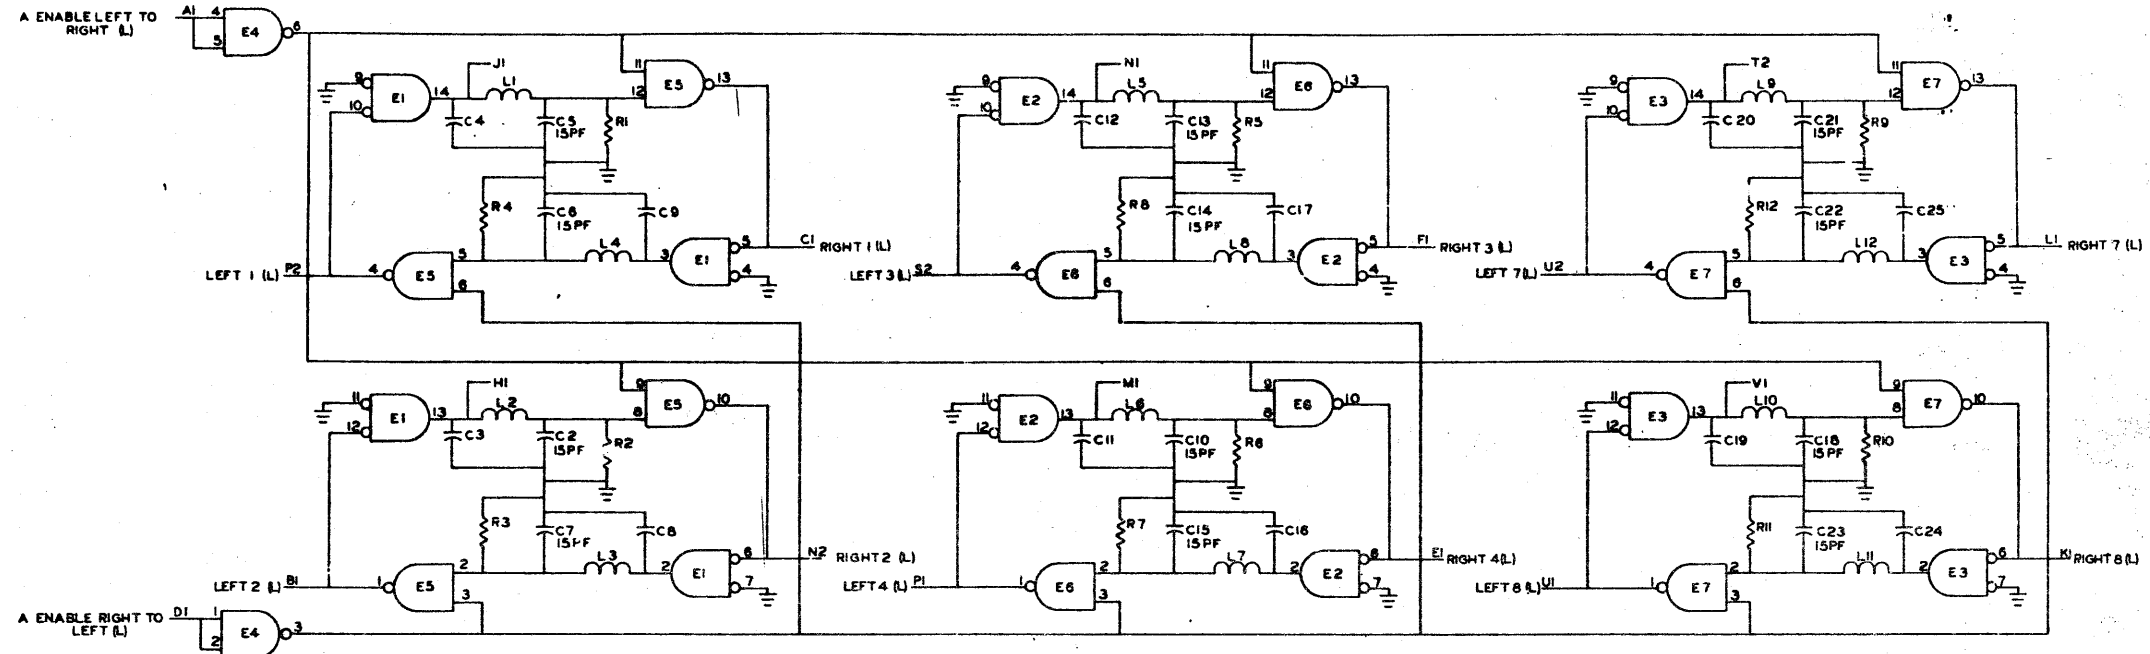 A ENABLE LEFT TO
RIGHT (L)
A1 4
5
E4
6
9
10
E1
14
J1
L1
C4
C5
15PF
R1
11
12
E5
13
R4
C6
15PF
C9
L4
LEFT 1 (L) P2
4
E5
5
6
3
E1
5
4
C1 RIGHT 1 (L)
9
10
E2
14
N1
L5
C12
C13
15PF
R5
11
12
E6
13
R8
C14
15PF
C17
L8
LEFT 3 (L) S2
4
E6
5
6
3
E2
5
4
F1 RIGHT 3 (L)
9
10
E3
14
T2
L9
C20
C21
15PF
R9
11
12
E7
13
R12
C22
15PF
C25
L12
LEFT 7 (L) U2
4
E7
5
6
3
E3
5
4
L1 RIGHT 7 (L)
11
12
E1
13
H1
L2
C3
C2
15PF
R2
9
8
E5
10
R3
C7
15PF
C8
L3
LEFT 2 (L) B1
1
E5
2
3
2
E1
6
7
N2 RIGHT 2 (L)
11
12
E2
13
M1
L6
C11
C10
15PF
R6
9
8
E6
10
R7
C15
15PF
C16
L7
LEFT 4 (L) P1
1
E6
2
3
2
E2
6
7
E1 RIGHT 4 (L)
11
12
E3
13
V1
L10
C19
C18
15PF
R10
9
8
E7
10
R11
C23
15PF
C24
L11
LEFT 8 (L) U1
1
E7
2
3
2
E3
6
7
K1 RIGHT 8 (L)
A ENABLE RIGHT TO
LEFT (L)
D1 1
2
E4
3